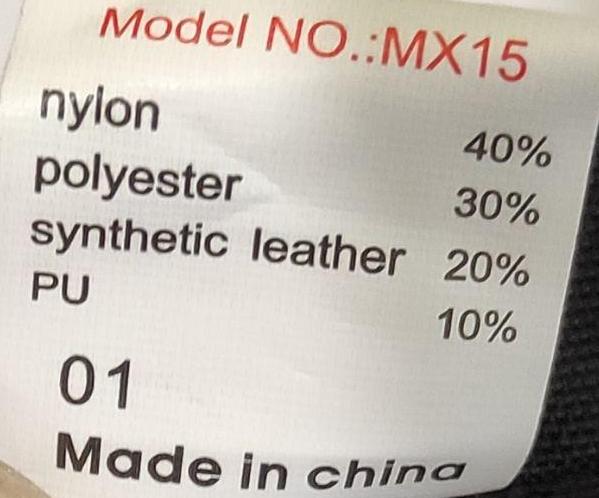 Model NO.:MX15
nylon 40%
polyester 30%
synthetic leather 20%
PU 10%
01
Made in china